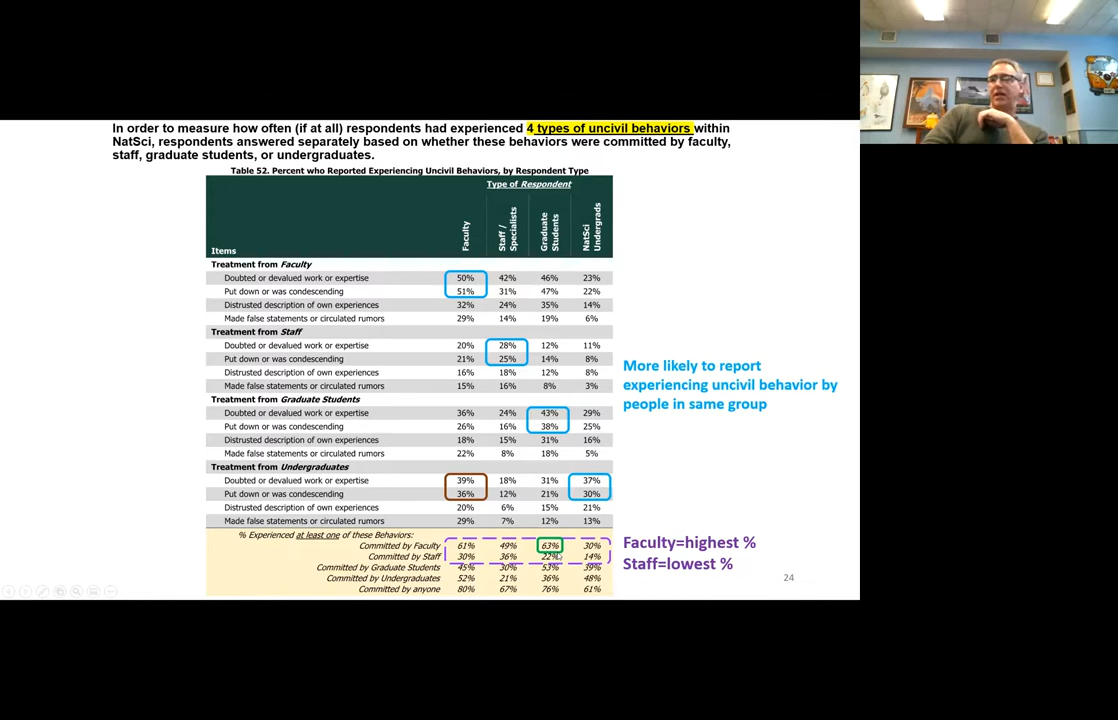 In order to measure how often (if at all) respondents had experienced 4 types of uncivil behaviors within
NatSci, respondents answered separately based on whether these behaviors were committed by faculty,
staff, graduate students, or undergraduates.
Table 52. Percent who Reported Experiencing Uncivil Behaviors, by Respondent Type
Type of Respondent
Items Faculty Staff / Specialists Graduate Students NatSci Undergrads
Treatment from Faculty
Doubted or devalued work or expertise 50% 42% 46% 23%
Put down or was condescending 51% 31% 47% 22%
Distrusted description of own experiences 32% 24% 35% 14%
Made false statements or circulated rumors 29% 14% 19% 6%
Treatment from Staff
Doubted or devalued work or expertise 20% 28% 12% 11%
Put down or was condescending 21% 25% 14% 8%
Distrusted description of own experiences 16% 18% 12% 8%
Made false statements or circulated rumors 15% 16% 8% 3%
Treatment from Graduate Students
Doubted or devalued work or expertise 36% 24% 43% 29%
Put down or was condescending 26% 16% 38% 25%
Distrusted description of own experiences 18% 15% 31% 16%
Made false statements or circulated rumors 22% 8% 18% 5%
Treatment from Undergraduates
Doubted or devalued work or expertise 39% 18% 31% 37%
Put down or was condescending 36% 12% 21% 30%
Distrusted description of own experiences 20% 6% 15% 21%
Made false statements or circulated rumors 29% 7% 12% 13%
% Experienced at least one of these Behaviors:
Committed by Faculty 61% 49% 63% 30%
Committed by Staff 30% 36% 22% 14%
Committed by Graduate Students 45% 30% 53% 39%
Committed by Undergraduates 52% 21% 36% 48%
Committed by anyone 80% 67% 76% 61%
More likely to report
experiencing uncivil behavior by
people in same group
Faculty=highest %
Staff=lowest %
24